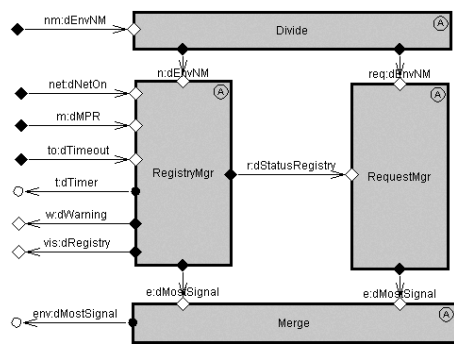 nm:dEnvNM
Divide
A
n:dEnvNM
req:dEnvNM
net:dNetOn
A
A
m:dMPR
to:dTimeout
RegistryMgr
r:dStatusRegistry
RequestMgr
t:dTimer
w:dWarning
vis:dRegistry
e:dMostSignal
e:dMostSignal
env:dMostSignal
Merge
A